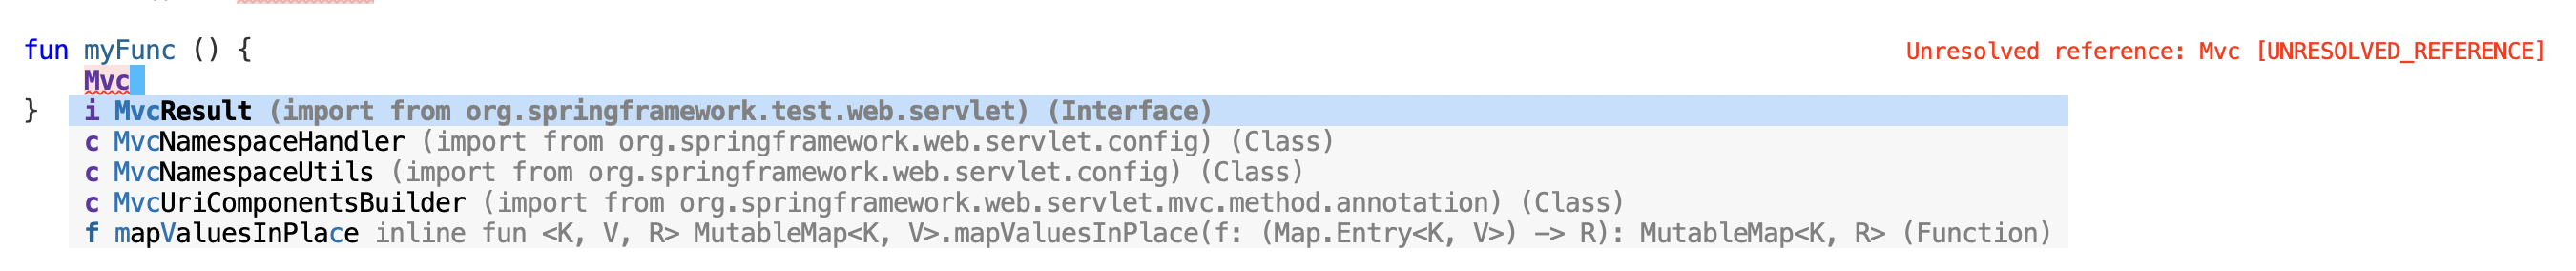 fun myFunc () { Unresolved reference: Mvc [UNRESOLVED_REFERENCE]
Mvc
} i MvcResult (import from org.springframework.test.web.servlet) (Interface)
c MvcNamespaceHandler (import from org.springframework.web.servlet.config) (Class)
c MvcNamespaceUtils (import from org.springframework.web.servlet.config) (Class)
c MvcUriComponentsBuilder (import from org.springframework.web.servlet.mvc.method.annotation) (Class)
f mapValuesInPlace inline fun <K, V, R> MutableMap<K, V>.mapValuesInPlace(f: (Map.Entry<K, V>) -> R): MutableMap<K, R> (Function)